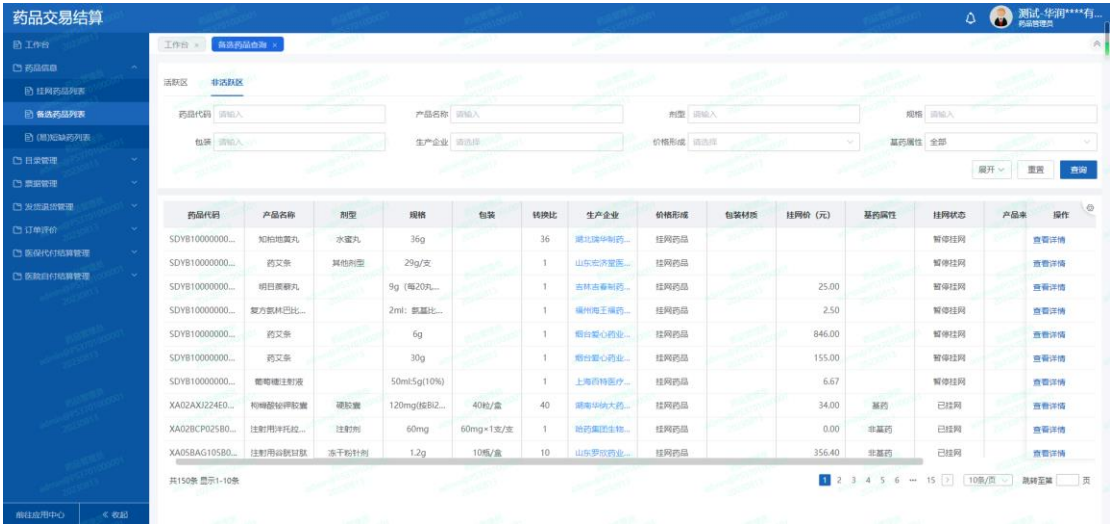 药品交易结算
测试-华润****有...
药品管理员
工作台
药品信息
挂网药品列表
备选药品列表
(暂)短缺药列表
目录管理
票据管理
发货退货管理
订单评价
医保代付结算管理
医院自付结算管理
前往应用中心 收起
工作台 × 备选药品查询 ×
活跃区 非活跃区
药品代码 请输入 产品名称 请输入 剂型 请输入 规格 请输入
包装 请输入 生产企业 请选择 价格形成 请选择 基药属性 全部
展开 重置 查询
药品代码 产品名称 剂型 规格 包装 转换比 生产企业 价格形成 包装材质 挂网价（元） 基药属性 挂网状态 产品来 操作
SDYB10000000... 知柏地黄丸 水蜜丸 36g 36 湖北瑞华制药... 挂网药品 暂停挂网 查看详情
SDYB10000000... 药艾条 其他剂型 29g/支 1 山东宏济堂医... 挂网药品 暂停挂网 查看详情
SDYB10000000... 明目蒺藜丸 9g（每20丸... 1 吉林吉春制药... 挂网药品 25.00 暂停挂网 查看详情
SDYB10000000... 复方氨林巴比... 2ml：氨基比... 1 福州海王福药... 挂网药品 2.50 暂停挂网 查看详情
SDYB10000000... 药艾条 6g 1 烟台爱心药业... 挂网药品 846.00 暂停挂网 查看详情
SDYB10000000... 药艾条 30g 1 烟台爱心药业... 挂网药品 155.00 暂停挂网 查看详情
SDYB10000000... 葡萄糖注射液 50ml:5g(10%) 1 上海百特医疗... 挂网药品 6.67 暂停挂网 查看详情
XA02AXJ224E0... 枸橼酸铋钾胶囊 硬胶囊 120mg(按Bi2... 40粒/盒 40 湖南华纳大药... 挂网药品 34.00 基药 已挂网 查看详情
XA02BCP025B0... 注射用泮托拉... 注射剂 60mg 60mg×1支/支 1 哈药集团生物... 挂网药品 0.00 非基药 已挂网 查看详情
XA05BAG105B0... 注射用谷胱甘肽 冻干粉针剂 1.2g 10瓶/盒 10 山东罗欣药业... 挂网药品 356.40 非基药 已挂网 查看详情
共150条 显示1-10条 1 2 3 4 5 6 ··· 15 > 10条/页 跳转至第 页